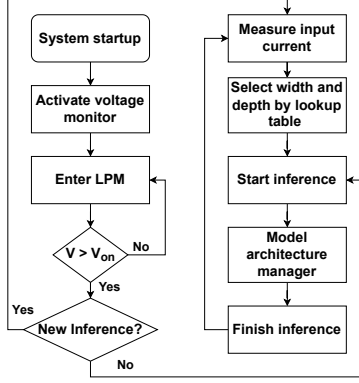 System startup
Activate voltage
monitor
Enter LPM
V > Von
No
Yes
New Inference?
Yes
No
Measure input
current
Select width and
depth by lookup
table
Start inference
Model
architecture
manager
Finish inference